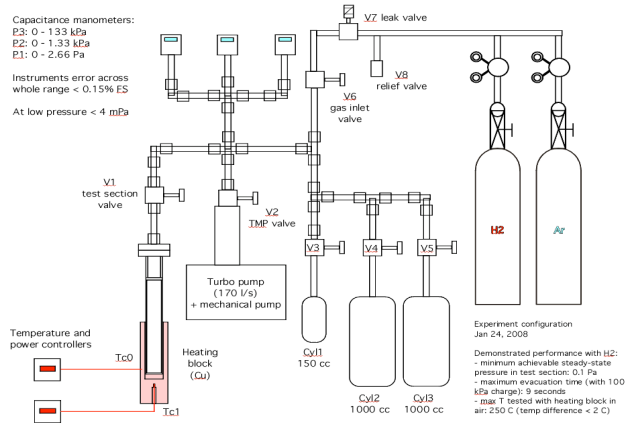 Capacitance manometers:
P3: 0 - 133 kPa
P2: 0 - 1.33 kPa
P1: 0 - 2.66 Pa
Instruments error across
whole range < 0.15% FS
At low pressure < 4 mPa
V7 leak valve
V8
relief valve
V6
gas inlet
valve
V1
test section
valve
V2
TMP valve
V3
V4
V5
H2
Ar
Turbo pump
(170 l/s)
+ mechanical pump
Cyl1
150 cc
Cyl2
1000 cc
Cyl3
1000 cc
Temperature and
power controllers
Tc0
Heating
block
(Cu)
Tc1
Experiment configuration
Jan 24, 2008
Demonstrated performance with H2:
- minimum achievable steady-state
pressure in test section: 0.1 Pa
- maximum evacuation time (with 100
kPa charge): 9 seconds
- max T tested with heating block in
air: 250 C (temp difference < 2 C)